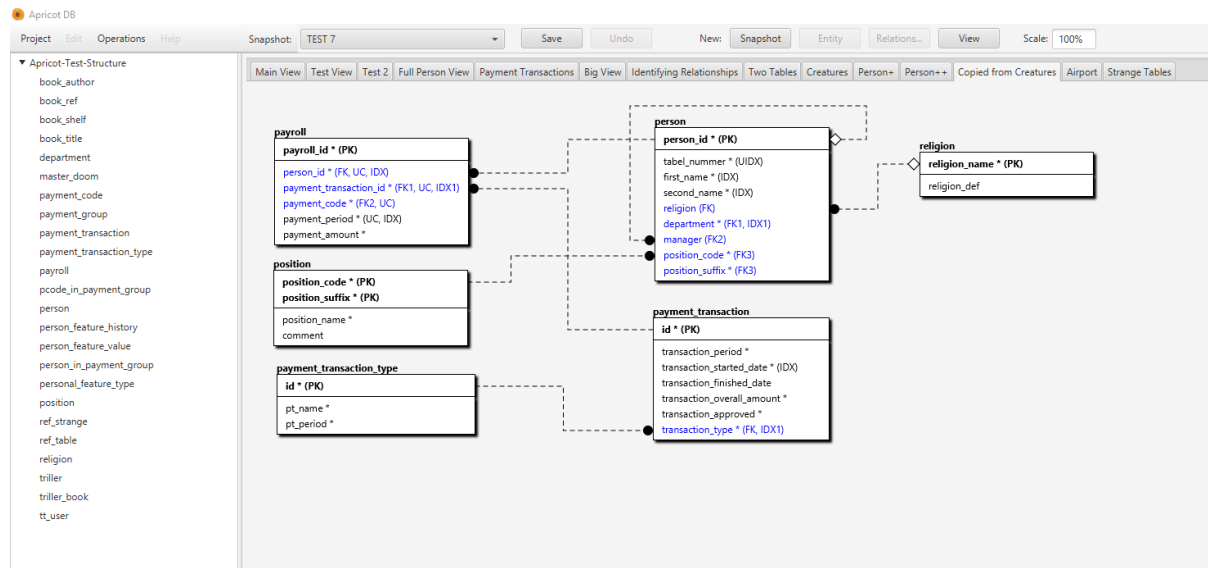 Apricot DB
Project Edit Operations Help Snapshot: TEST 7 Save Undo New: Snapshot Entity Relations... View Scale: 100%
Apricot-Test-Structure
book_author
book_ref
book_shelf
book_title
department
master_doom
payment_code
payment_group
payment_transaction
payment_transaction_type
payroll
pcode_in_payment_group
person
person_feature_history
person_feature_value
person_in_payment_group
personal_feature_type
position
ref_strange
ref_table
religion
triller
triller_book
tt_user
Main View Test View Test 2 Full Person View Payment Transactions Big View Identifying Relationships Two Tables Creatures Person+ Person++ Copied from Creatures Airport Strange Tables
payroll
payroll_id * (PK)
person_id * (FK, UC, IDX)
payment_transaction_id * (FK1, UC, IDX1)
payment_code * (FK2, UC)
payment_period * (UC, IDX)
payment_amount *
person
person_id * (PK)
tabel_nummer * (UIDX)
first_name * (IDX)
second_name * (IDX)
religion (FK)
department * (FK1, IDX1)
manager (FK2)
position_code * (FK3)
position_suffix * (FK3)
religion
religion_name * (PK)
religion_def
position
position_code * (PK)
position_suffix * (PK)
position_name *
comment
payment_transaction
id * (PK)
transaction_period *
transaction_started_date * (IDX)
transaction_finished_date
transaction_overall_amount *
transaction_approved *
transaction_type * (FK, IDX1)
payment_transaction_type
id * (PK)
pt_name *
pt_period *